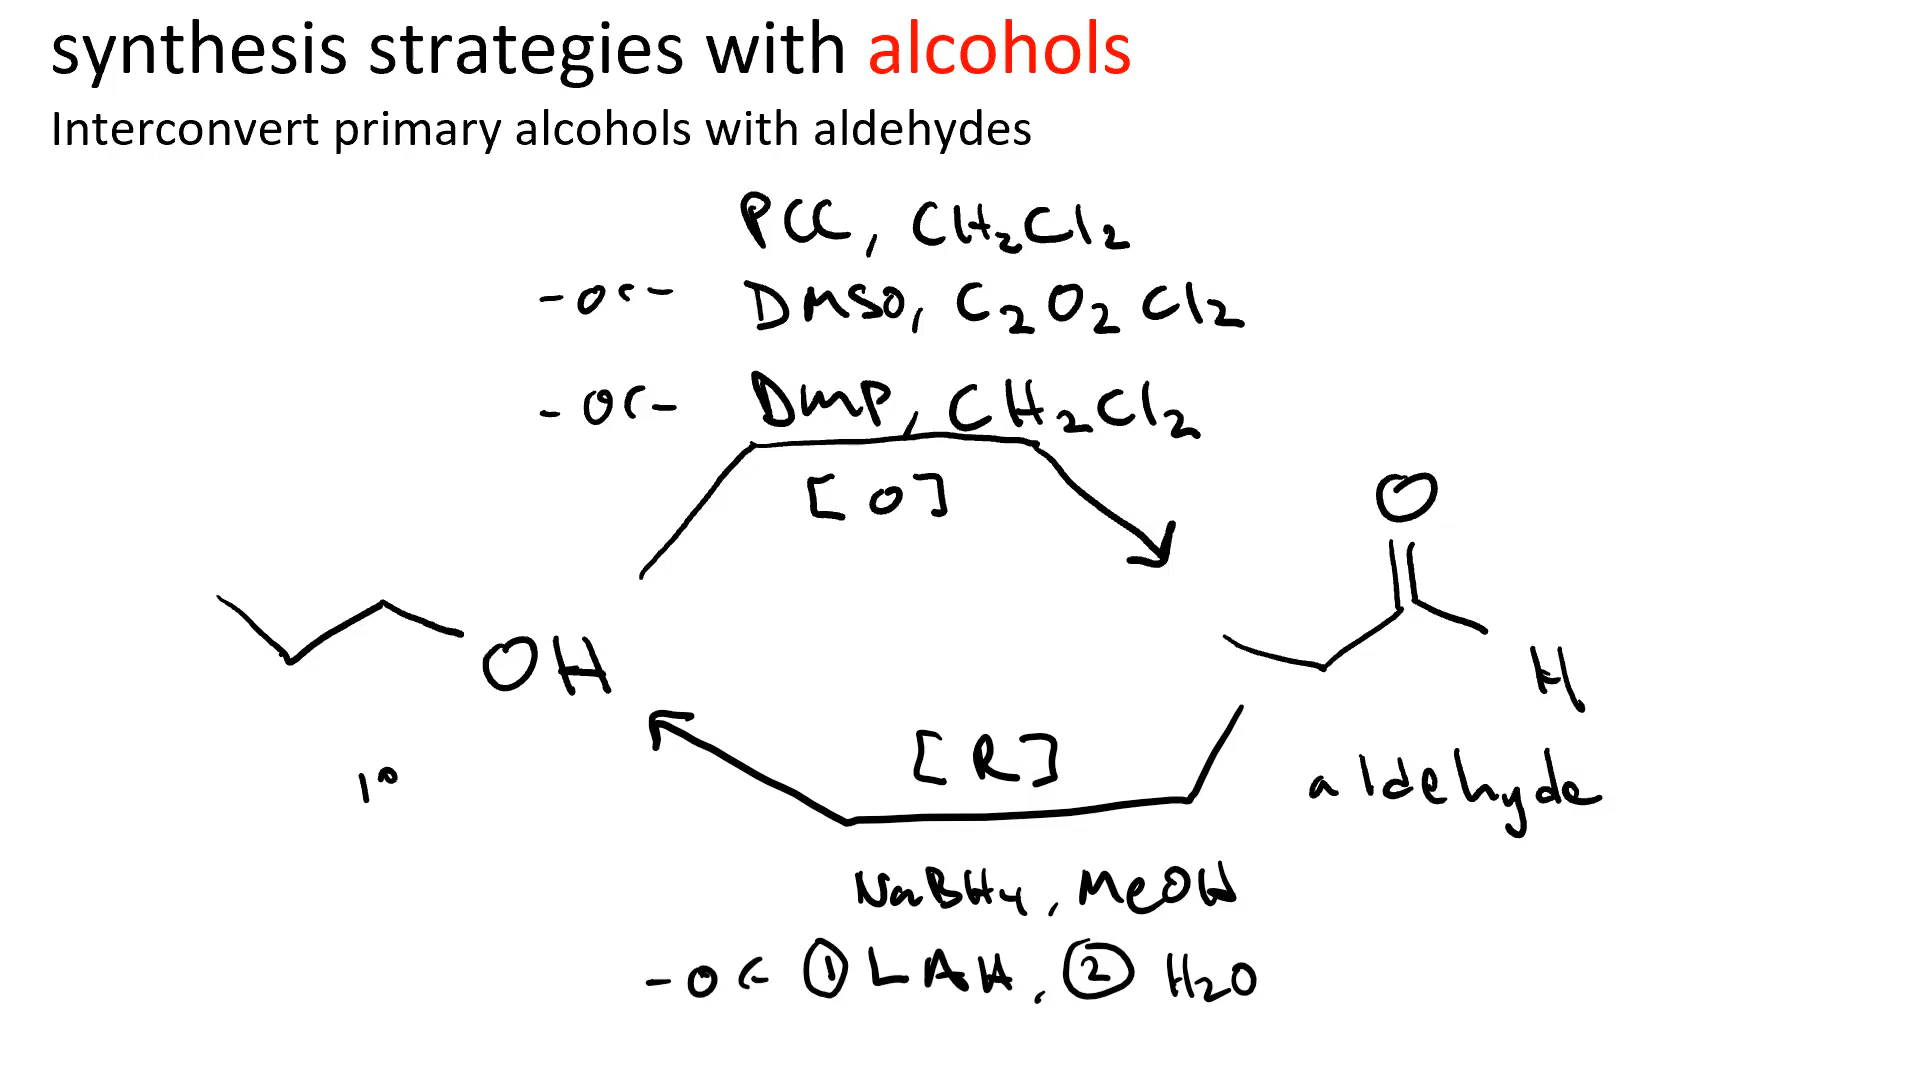 synthesis strategies with alcohols
Interconvert primary alcohols with aldehydes
PCC, CH₂Cl₂
-or- DMSO, C₂O₂Cl₂
-or- DMP, CH₂Cl₂
[O]
O
OH
H
[R]
1°
aldehyde
NaBH₄, MeOH
-or ① LAH, ② H₂O